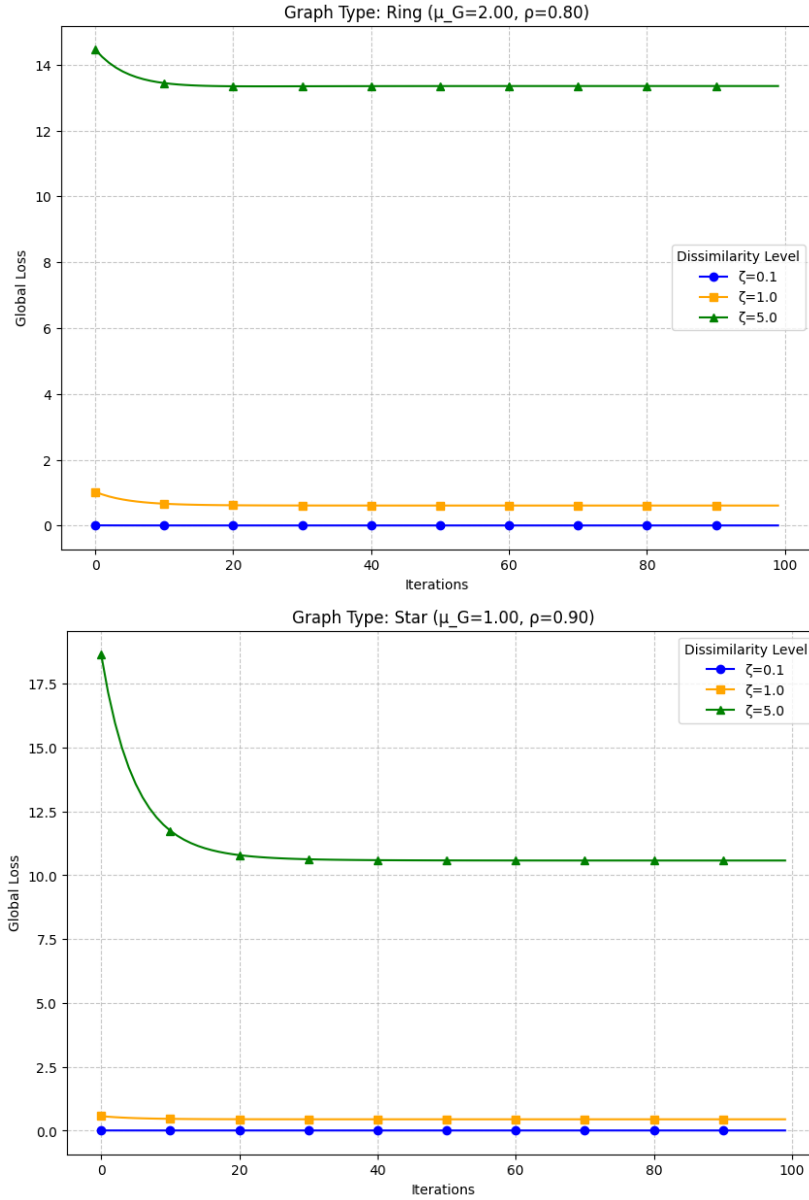 Graph Type: Ring (μ_G=2.00, ρ=0.80)
14
12
10
8
6
4
2
0
Global Loss
Dissimilarity Level
ζ=0.1
ζ=1.0
ζ=5.0
0 20 40 60 80 100
Iterations
Graph Type: Star (μ_G=1.00, ρ=0.90)
17.5
15.0
12.5
10.0
7.5
5.0
2.5
0.0
Global Loss
Dissimilarity Level
ζ=0.1
ζ=1.0
ζ=5.0
0 20 40 60 80 100
Iterations